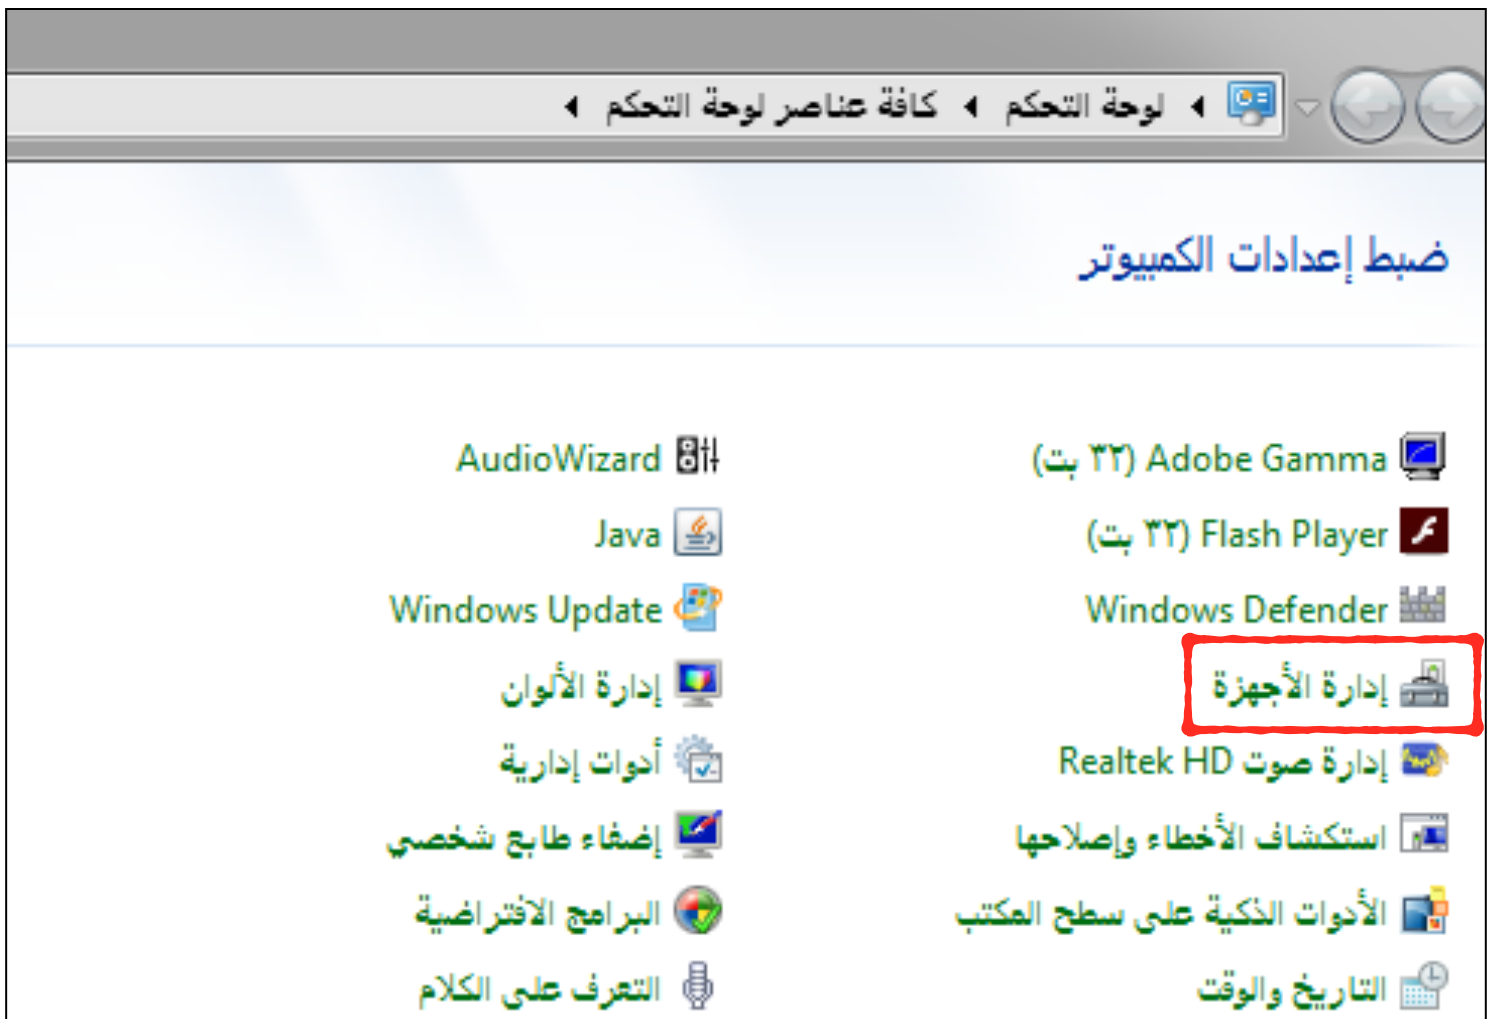 لوحة التحكم كافة عناصر لوحة التحكم
ضبط إعدادات الكمبيوتر
Adobe Gamma (٣٢ بت)
AudioWizard
Flash Player (٣٢ بت)
Java
Windows Defender
Windows Update
إدارة الأجهزة
إدارة الألوان
إدارة صوت Realtek HD
أدوات إدارية
استكشاف الأخطاء وإصلاحها
إضفاء طابع شخصي
الأدوات الذكية على سطح المكتب
البرامج الافتراضية
التاريخ والوقت
التعرف على الكلام